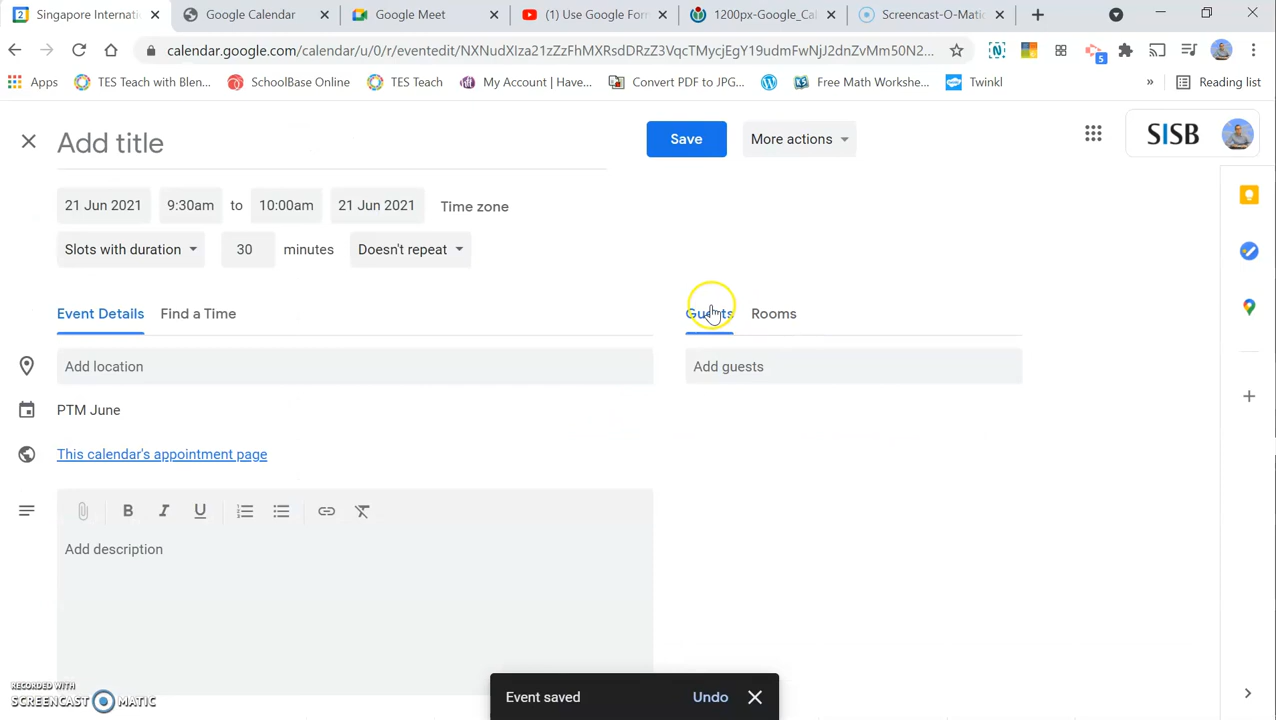 Singapore Internati
Google Calendar
Google Meet
(1) Use Google For
1200px-Google_Cal
Screencast-O-Matic
calendar.google.com/calendar/u/0/r/eventedit/NXNudXIza21zZzFhMXRsdDRzZ3VqcTMycjEgY19udmFwNjJ2dnZvMm50N2...
5
Apps
TES Teach with Blen...
SchoolBase Online
TES Teach
My Account | Have...
Convert PDF to JPG...
Free Math Workshe...
Twinkl
»
Reading list
Add title
Save
More actions
SISB
21 Jun 2021
9:30am
to
10:00am
21 Jun 2021
Time zone
Slots with duration
30
minutes
Doesn't repeat
Event Details
Find a Time
Guests
Rooms
Add location
Add guests
PTM June
This calendar's appointment page
B
I
U
Add description
Event saved
Undo
RECORDED WITH
SCREENCAST MATIC